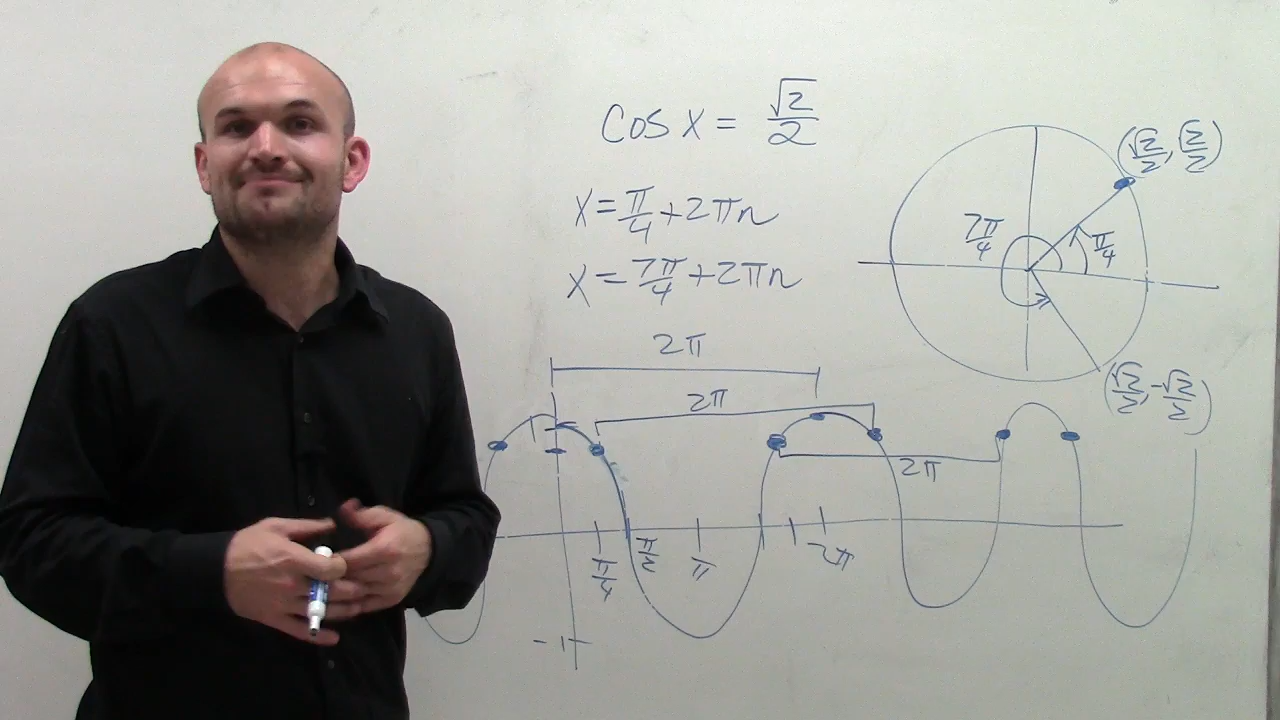 cos x = √2/2
x = π/4 + 2πn
x = 7π/4 + 2πn
(√2/2, √2/2)
7π/4
π/4
(√2/2, -√2/2)
2π
2π
1
2π
π/4
π/2
π
2π
-1